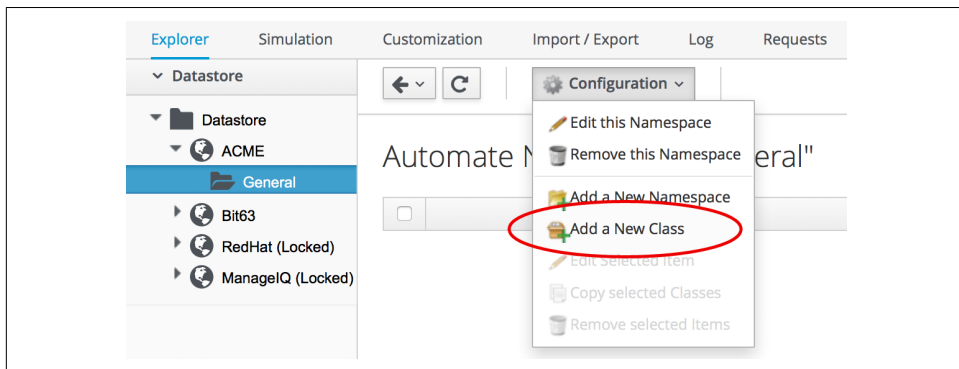 Explorer Simulation Customization Import / Export Log Requests
Datastore
Configuration
Datastore
ACME
General
Bit63
RedHat (Locked)
ManageIQ (Locked)
Automate N eral"
Edit this Namespace
Remove this Namespace
Add a New Namespace
Add a New Class
Edit Selected Item
Copy selected Classes
Remove selected Items